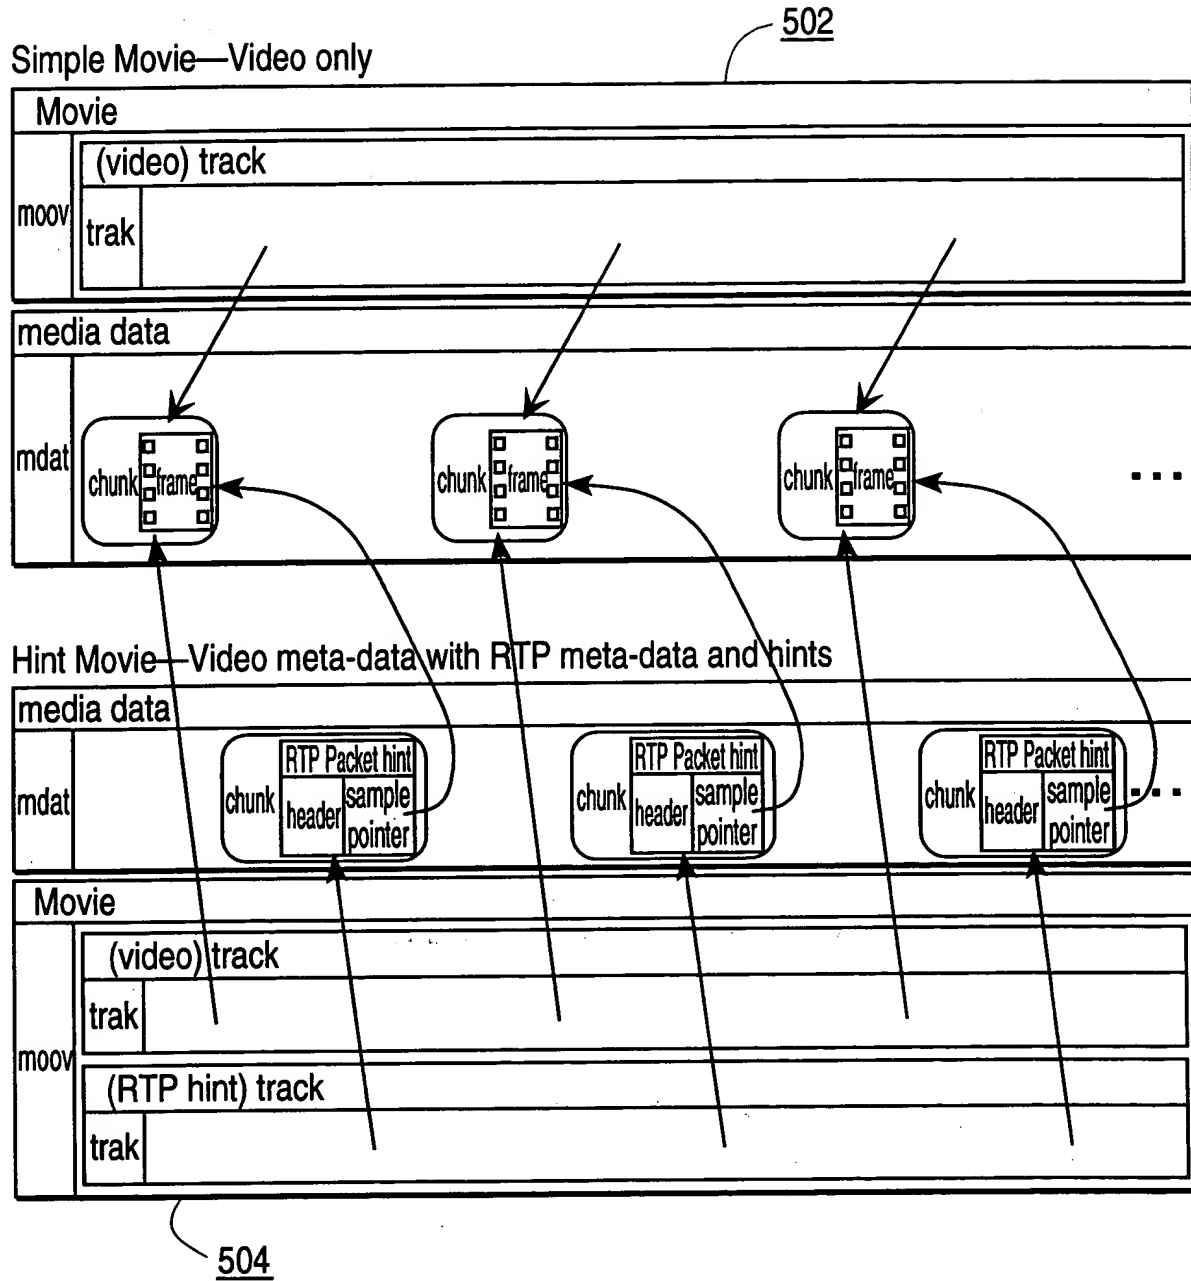 502
Simple Movie—Video only
Movie
(video) track
moov
trak
media data
mdat
chunk frame
chunk frame
chunk frame
...
Hint Movie—Video meta-data with RTP meta-data and hints
media data
mdat
chunk
RTP Packet hint
header
sample
pointer
chunk
RTP Packet hint
header
sample
pointer
chunk
RTP Packet hint
header
sample
pointer
...
Movie
(video) track
trak
moov
(RTP hint) track
trak
504